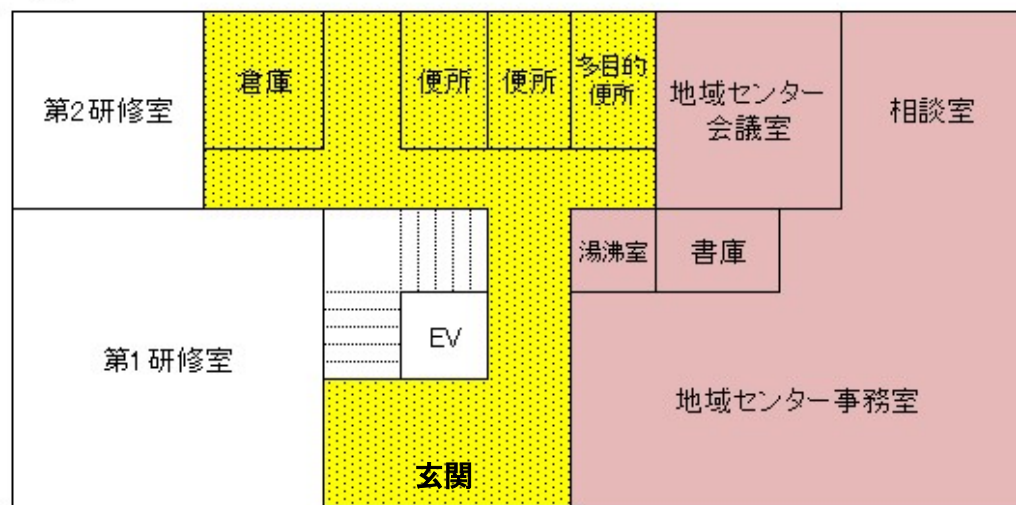 第2研修室
倉庫
便所
便所
多目的
便所
地域センター
会議室
相談室
湯沸室
書庫
EV
第1研修室
地域センター事務室
玄関